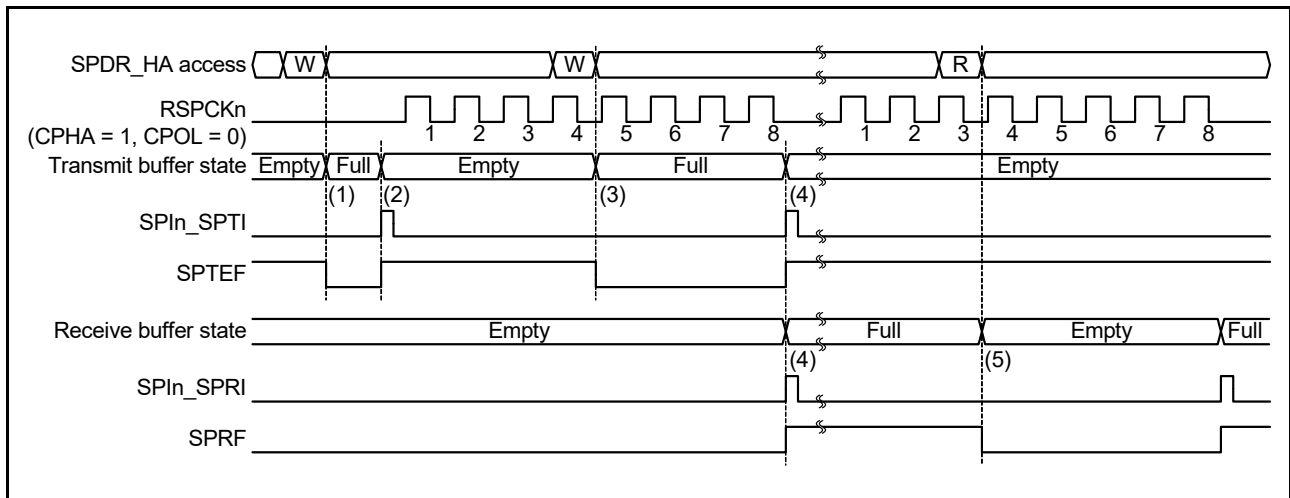 SPDR_HA access W W R
RSPCKn
(CPHA = 1, CPOL = 0) 1 2 3 4 5 6 7 8 1 2 3 4 5 6 7 8
Transmit buffer state Empty Full Empty Full Empty
(1) (2) (3) (4)
SPIn_SPTI
SPTEF
Receive buffer state Empty Full Empty Full
(4) (5)
SPIn_SPRI
SPRF